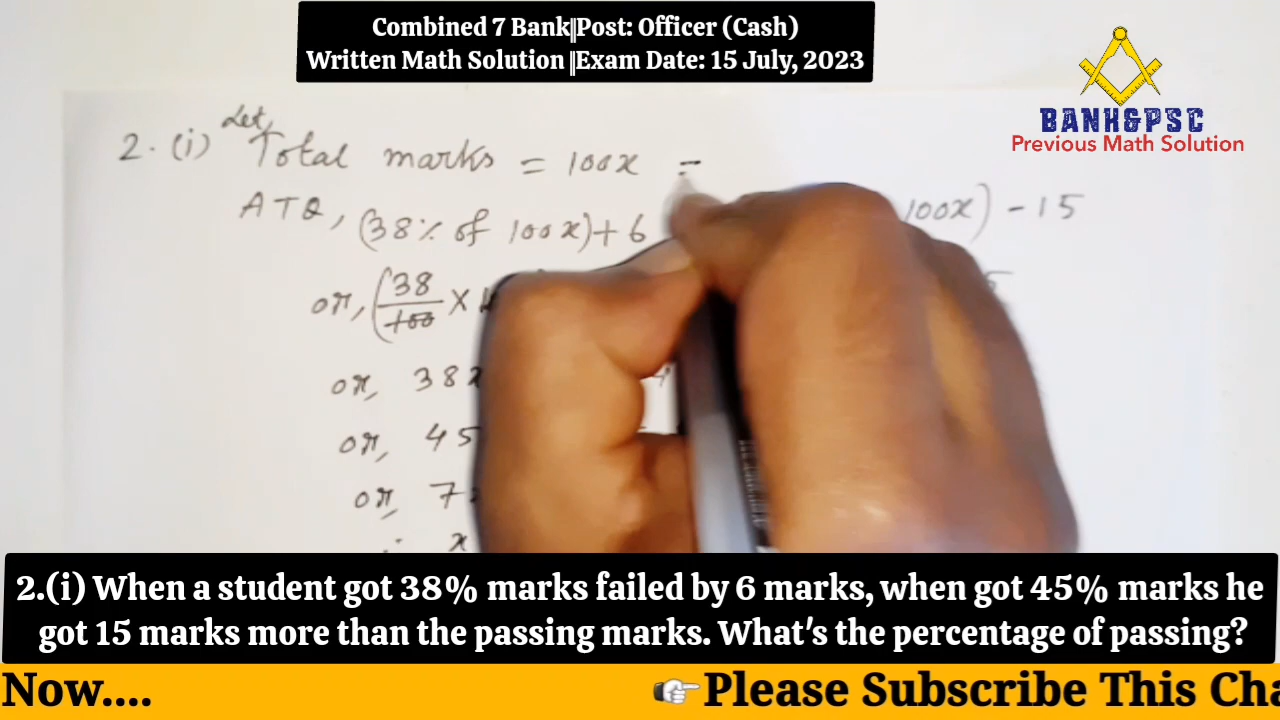 Combined 7 Bank||Post: Officer (Cash)
Written Math Solution ||Exam Date: 15 July, 2023
BANK&PSC
Previous Math Solution
Let,
2. (i) Total marks = 100x =
ATQ, (38% of 100x)+6 100x) - 15
or, (38/100 ×
or, 38x
or, 45
or, 7
x
2.(i) When a student got 38% marks failed by 6 marks, when got 45% marks he
got 15 marks more than the passing marks. What's the percentage of passing?
Now.... 👉Please Subscribe This Cha